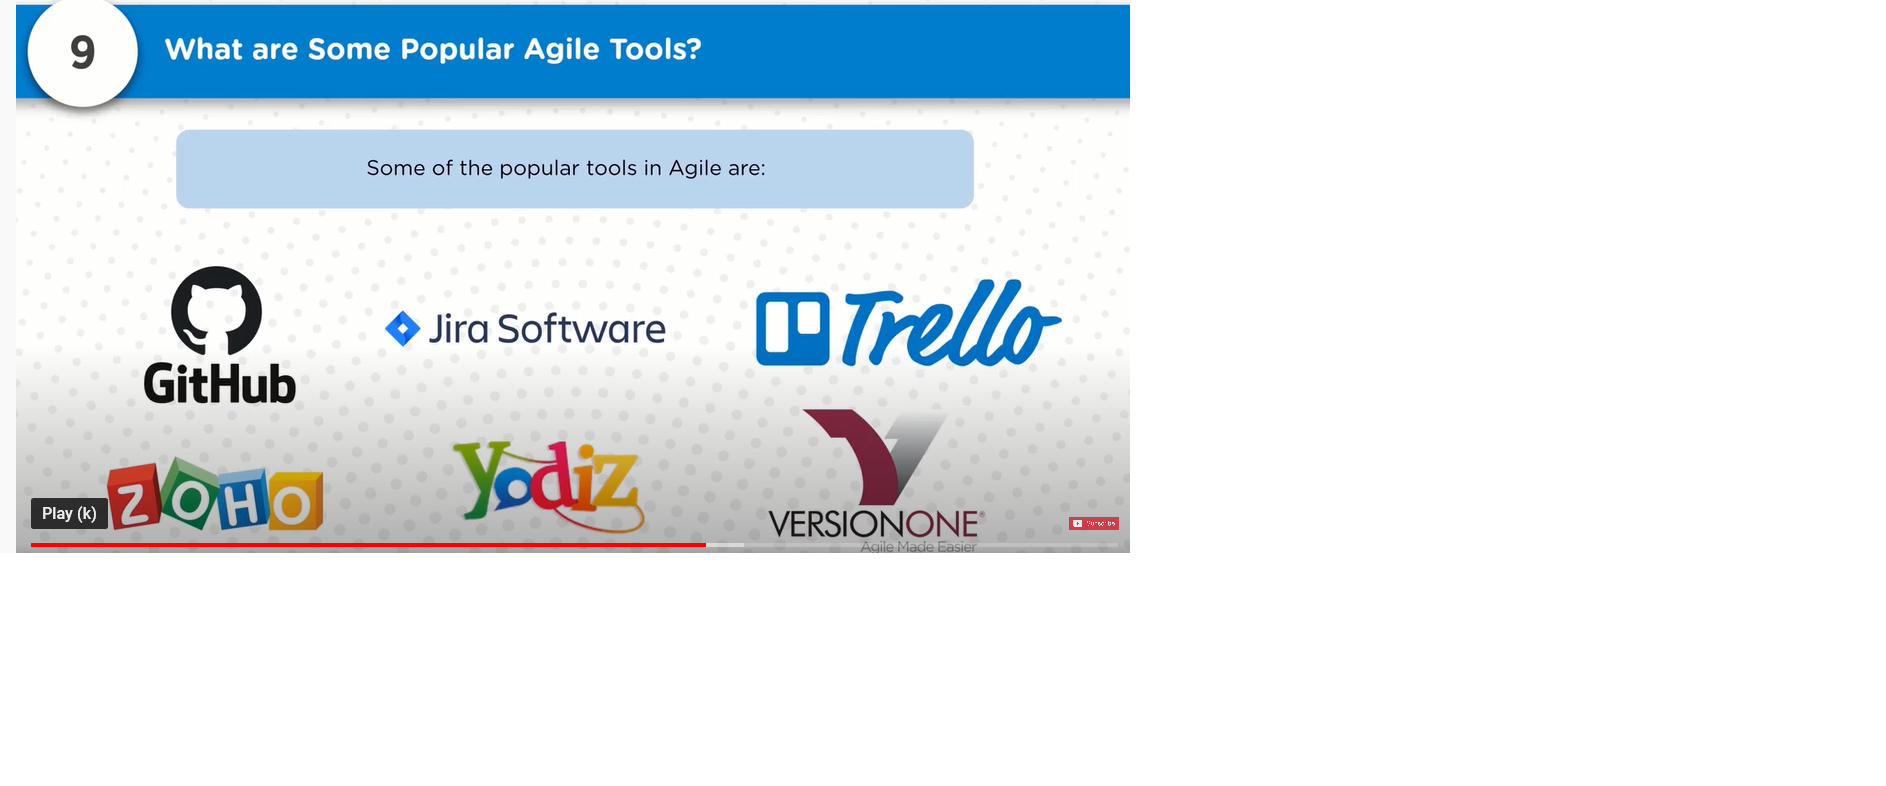 9
What are Some Popular Agile Tools?
Some of the popular tools in Agile are:
GitHub
Jira Software
Trello
ZOHO
Yodiz
VERSIONONE®
Agile Made Easier
Play (k)
Subscribe